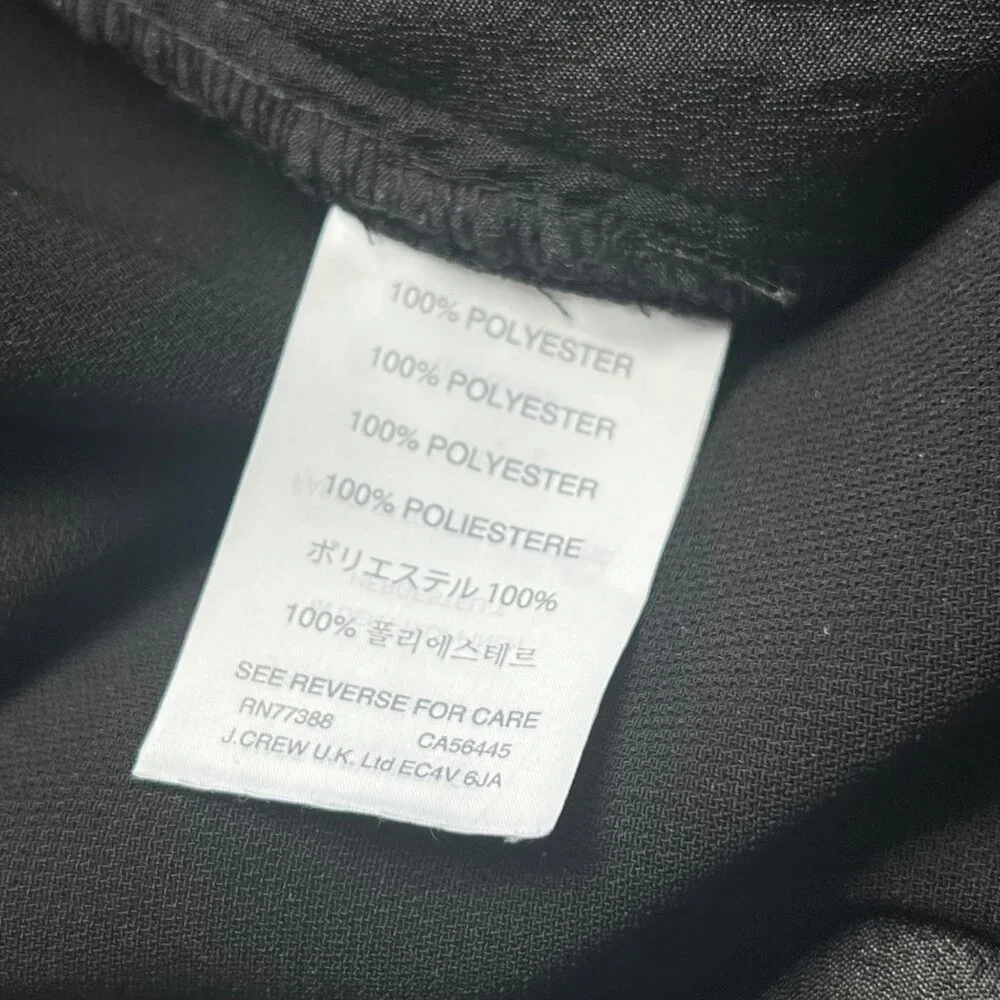 100% POLYESTER
100% POLYESTER
100% POLYESTER
100% POLIESTERE
ポリエステル 100%
100% 폴리에스테르
SEE REVERSE FOR CARE
RN77388 CA56445
J.CREW U.K. Ltd EC4V 6JA